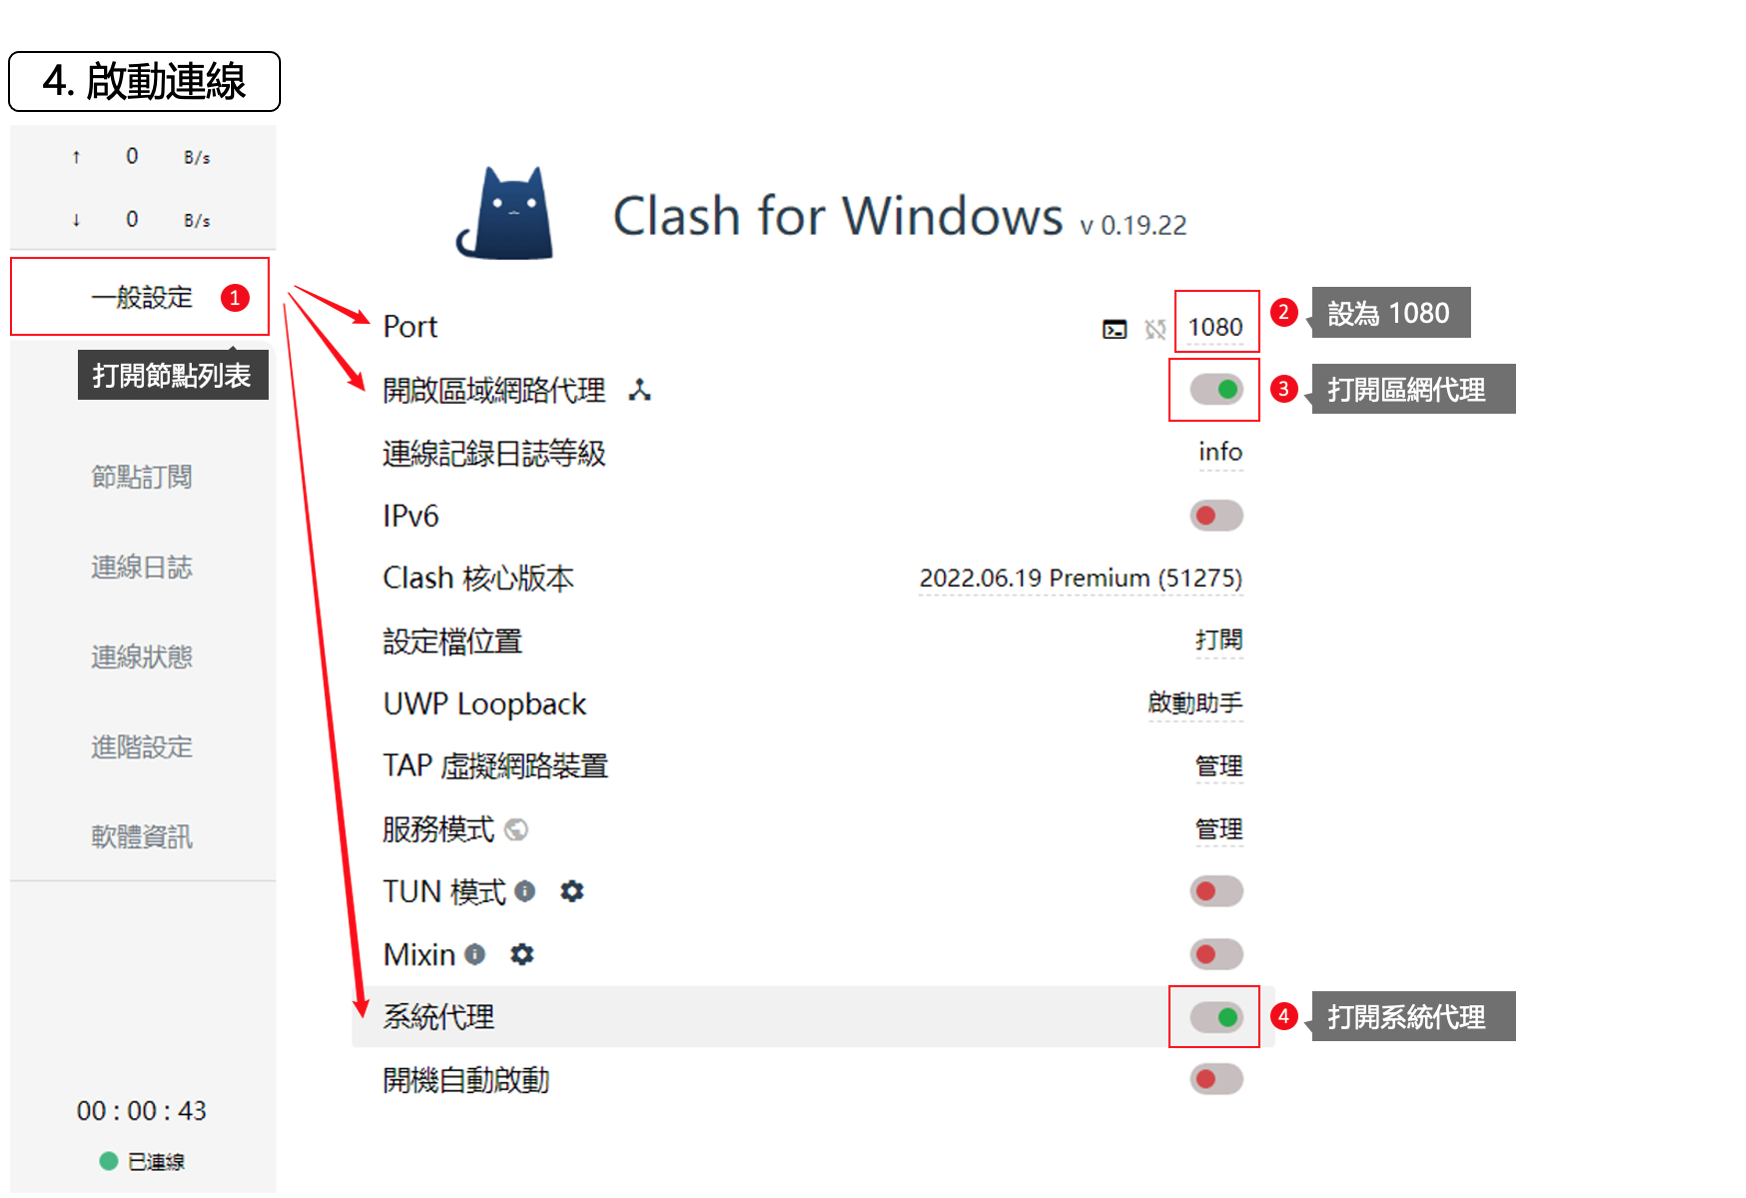 4. 啟動連線
↑ 0 B/s
↓ 0 B/s
一般設定 1
打開節點列表
節點訂閱
連線日誌
連線狀態
進階設定
軟體資訊
00 : 00 : 43
已連線
Clash for Windows v 0.19.22
Port 1080 2 設為 1080
開啟區域網路代理 3 打開區網代理
連線記錄日誌等級 info
IPv6
Clash 核心版本 2022.06.19 Premium (51275)
設定檔位置 打開
UWP Loopback 啟動助手
TAP 虛擬網路裝置 管理
服務模式 管理
TUN 模式
Mixin
系統代理 4 打開系統代理
開機自動啟動